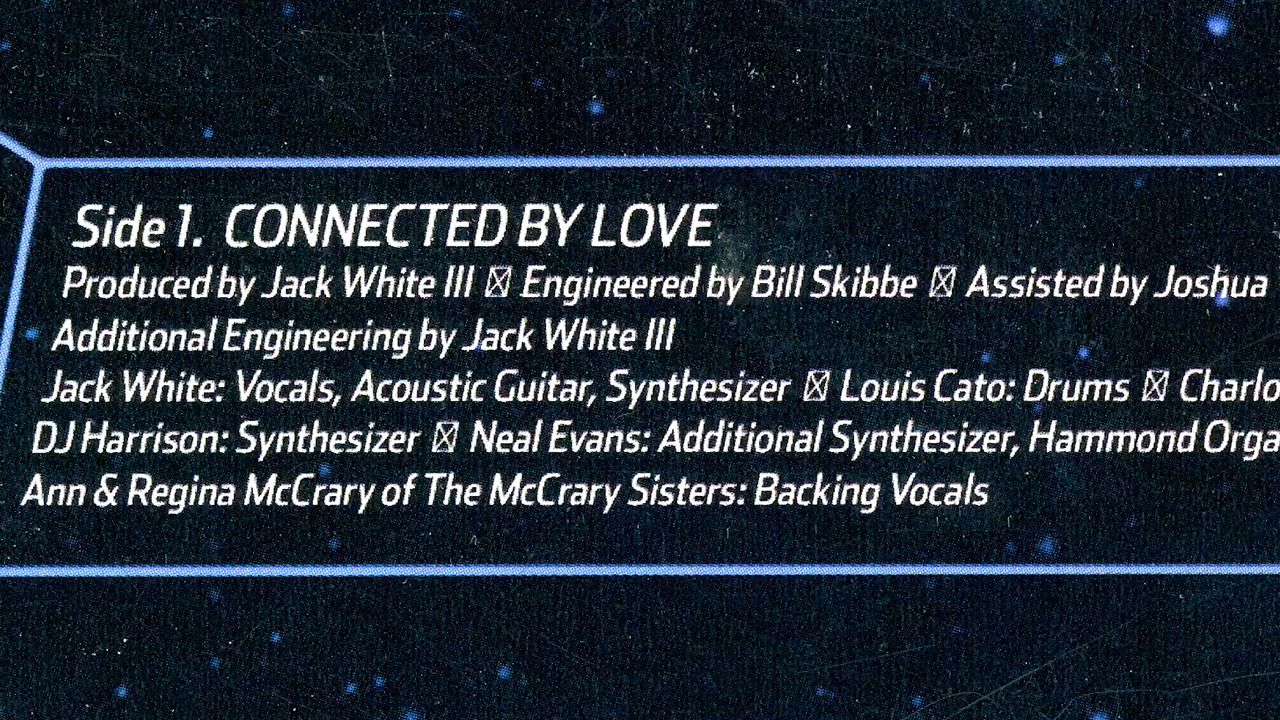 Side 1. CONNECTED BY LOVE
Produced by Jack White III ☒ Engineered by Bill Skibbe ☒ Assisted by Joshua
Additional Engineering by Jack White III
Jack White: Vocals, Acoustic Guitar, Synthesizer ☒ Louis Cato: Drums ☒ Charlo
DJ Harrison: Synthesizer ☒ Neal Evans: Additional Synthesizer, Hammond Orga
Ann & Regina McCrary of The McCrary Sisters: Backing Vocals